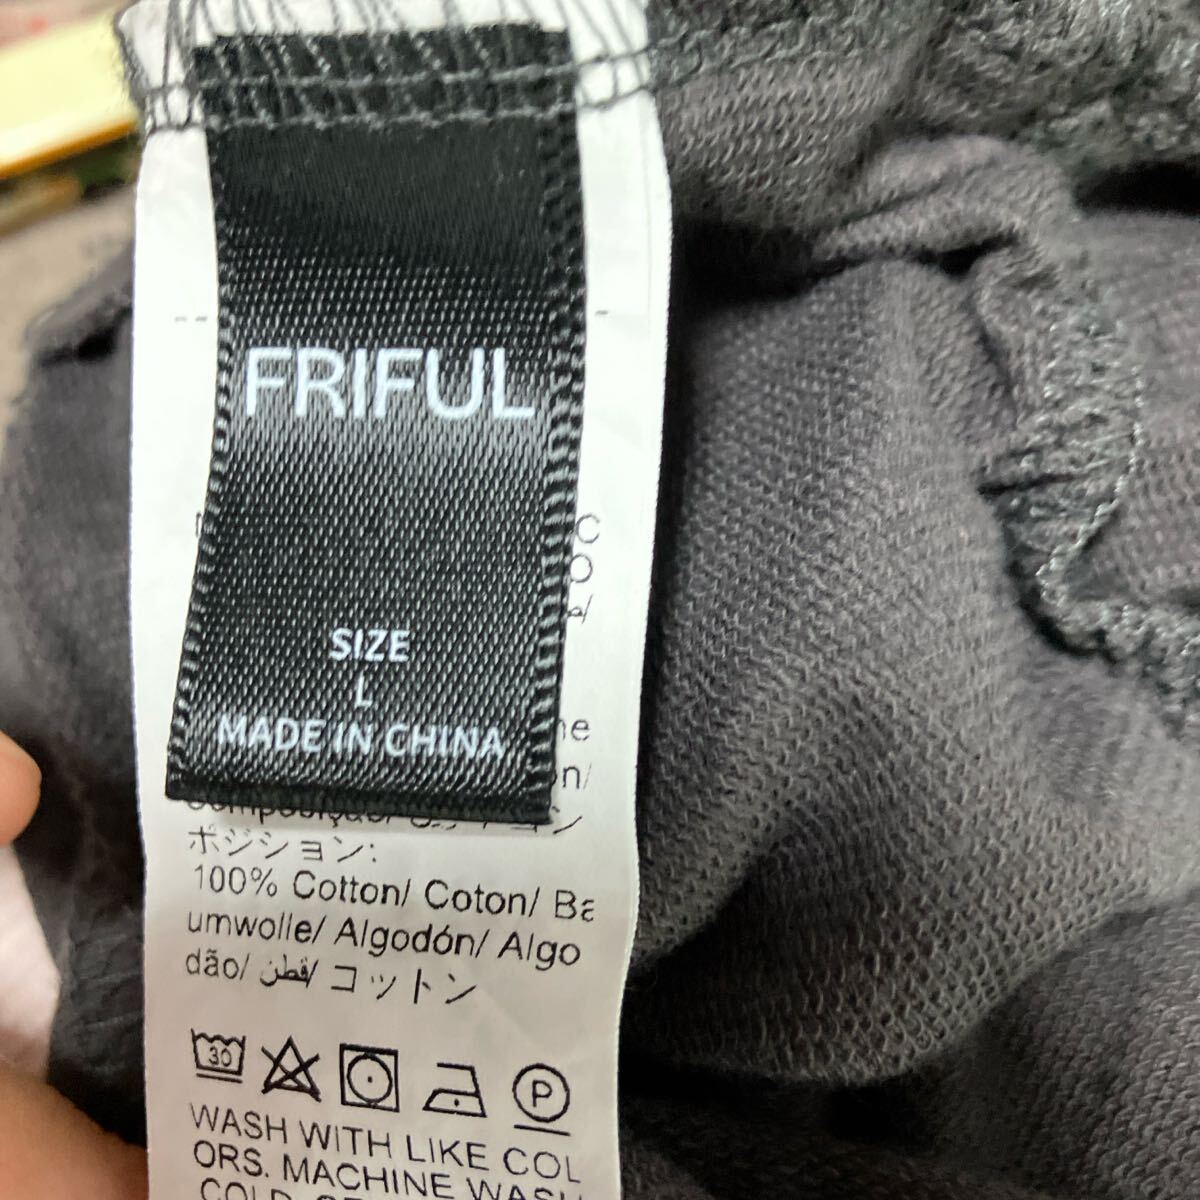 FRIFUL
SIZE
L
MADE IN CHINA
ポジション:
100% Cotton/ Coton/ Ba
umwolle/ Algodón/ Algo
dão/ قطن/ コットン
30
P
WASH WITH LIKE COL
ORS. MACHINE WASH